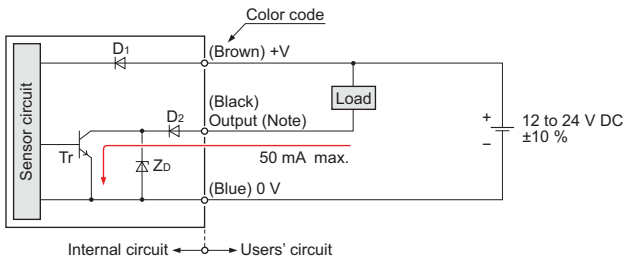 Color code
D1
(Brown) +V
Sensor circuit
(Black)
Output (Note)
D2
Load
+
−
12 to 24 V DC
±10 %
Tr
ZD
50 mA max.
(Blue) 0 V
Internal circuit
Users' circuit